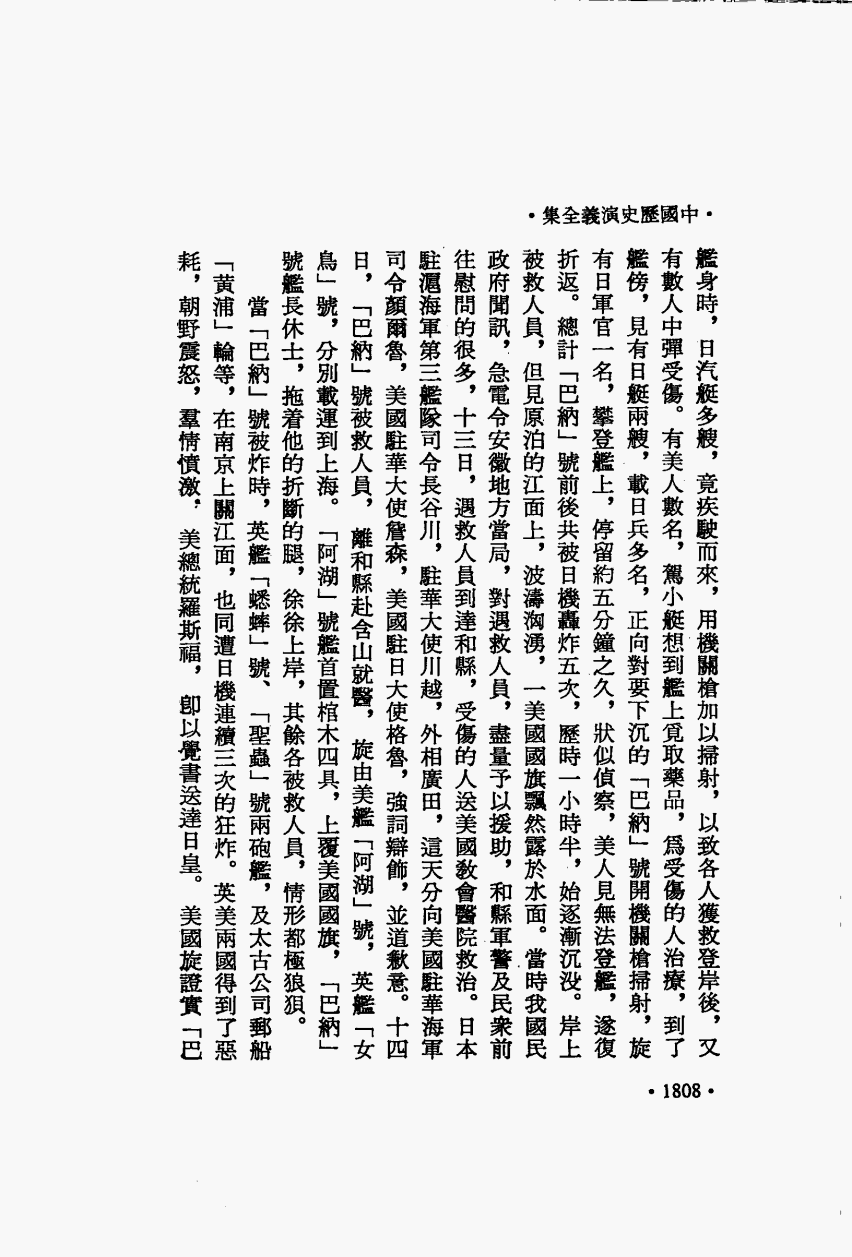 ·中國歷史演義全集·
艦身時，日汽艇多艘，竟疾駛而來，用機關槍加以掃射，以致各人獲救登岸後，又
有數人中彈受傷。有美人數名，駕小艇想到艦上覓取藥品，爲受傷的人治療，到了
艦傍，見有日艇兩艘，載日兵多名，正向對要下沉的「巴納」號開機關槍掃射，旋
有日軍官一名，攀登艦上，停留約五分鐘之久，狀似偵察，美人見無法登艦，遂復
折返。總計「巴納」號前後共被日機轟炸五次，歷時一小時半，始逐漸沉没。岸上
被救人員，但見原泊的江面上，波濤洶湧，一美國國旗飄然露於水面。當時我國民
政府聞訊，急電令安徽地方當局，對遇救人員，盡量予以援助，和縣軍警及民衆前
往慰問的很多，十三日，遇救人員到達和縣，受傷的人送美國敎會醫院救治。日本
駐滬海軍第三艦隊司令長谷川，駐華大使川越，外相廣田，這天分向美國駐華海軍
司令顏爾魯，美國駐華大使詹森，美國駐日大使格魯，強詞辯飾，並道歉意。十四
日，「巴納」號被救人員，離和縣赴含山就醫，旋由美艦「阿湖」號，英艦「女
鳥」號，分別載運到上海。「阿湖」號艦首置棺木四具，上覆美國國旗，「巴納」
號艦長休士，拖着他的折斷的腿，徐徐上岸，其餘各被救人員，情形都極狼狽。
當「巴納」號被炸時，英艦「蟋蟀」號、「聖蟲」號兩砲艦，及太古公司郵船
「黃浦」輪等，在南京上關江面，也同遭日機連續三次的狂炸。英美兩國得到了惡
耗，朝野震怒，羣情憤激，美總統羅斯福，卽以覺書送達日皇。美國旋證實「巴
·1808·